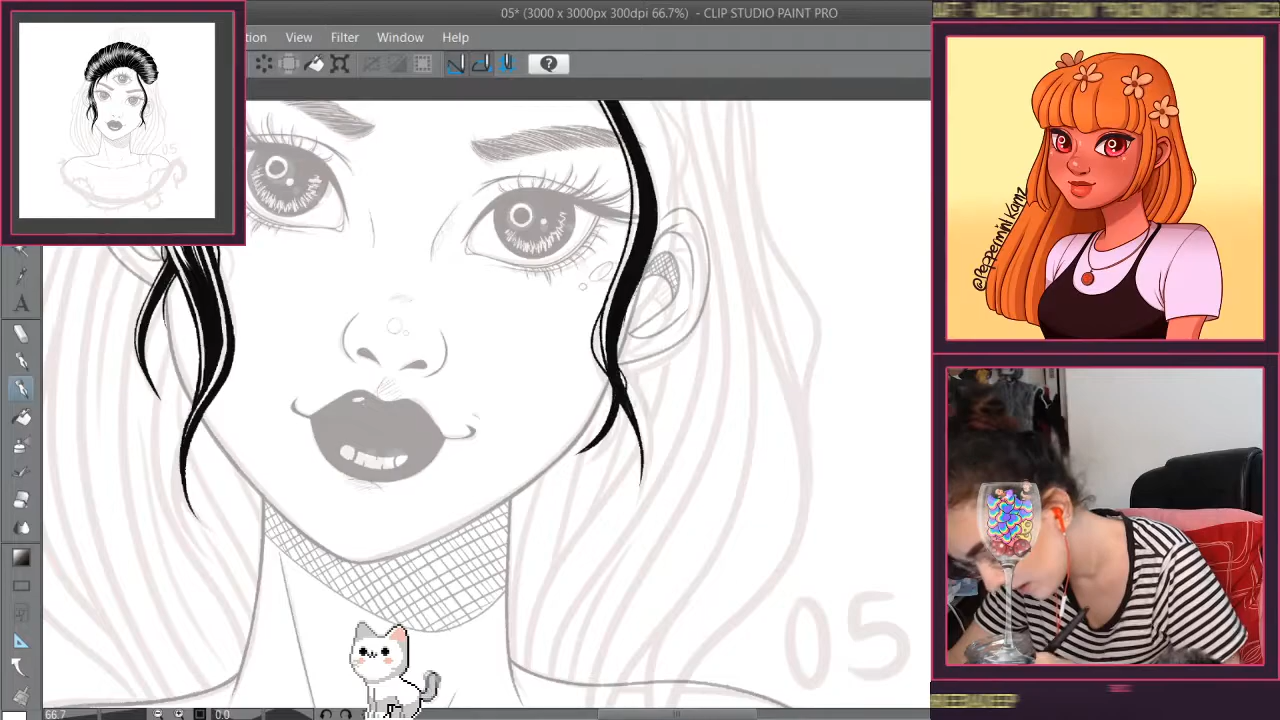 05* (3000 x 3000px 300dpi 66.7%) - CLIP STUDIO PAINT PRO
tion View Filter Window Help
@PeppermintKamz
05
05
66.7
0.0